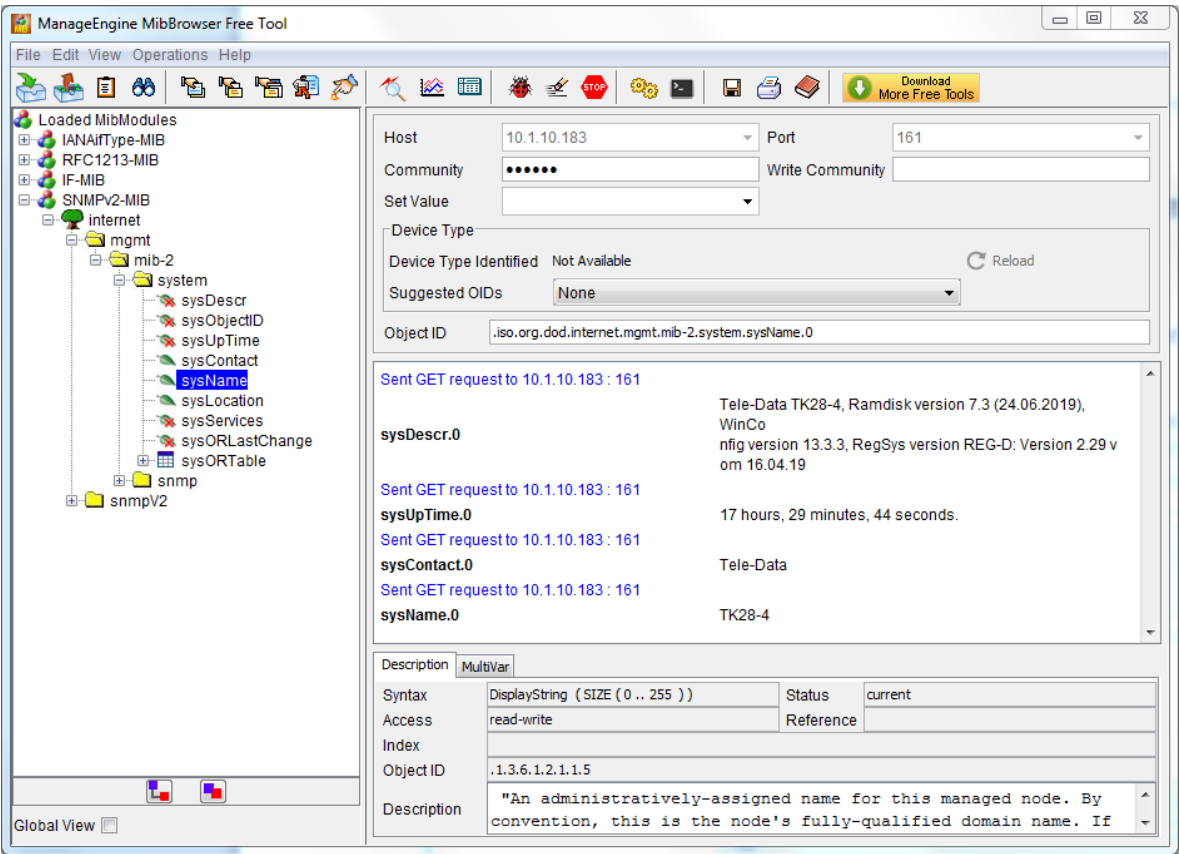 ManageEngine MibBrowser Free Tool
File Edit View Operations Help
STOP
Download
More Free Tools
Loaded MibModules
IANAifType-MIB
RFC1213-MIB
IF-MIB
SNMPv2-MIB
internet
mgmt
mib-2
system
sysDescr
sysObjectID
sysUpTime
sysContact
sysName
sysLocation
sysServices
sysORLastChange
sysORTable
snmp
snmpV2
Global View
Host 10.1.10.183 Port 161
Community •••••• Write Community
Set Value
Device Type
Device Type Identified Not Available Reload
Suggested OIDs None
Object ID .iso.org.dod.internet.mgmt.mib-2.system.sysName.0
Sent GET request to 10.1.10.183 : 161
sysDescr.0 Tele-Data TK28-4, Ramdisk version 7.3 (24.06.2019),
WinCo
nfig version 13.3.3, RegSys version REG-D: Version 2.29 v
om 16.04.19
Sent GET request to 10.1.10.183 : 161
sysUpTime.0 17 hours, 29 minutes, 44 seconds.
Sent GET request to 10.1.10.183 : 161
sysContact.0 Tele-Data
Sent GET request to 10.1.10.183 : 161
sysName.0 TK28-4
Description MultiVar
Syntax DisplayString ( SIZE ( 0 .. 255 ) ) Status current
Access read-write Reference
Index
Object ID .1.3.6.1.2.1.1.5
Description "An administratively-assigned name for this managed node. By
convention, this is the node's fully-qualified domain name. If